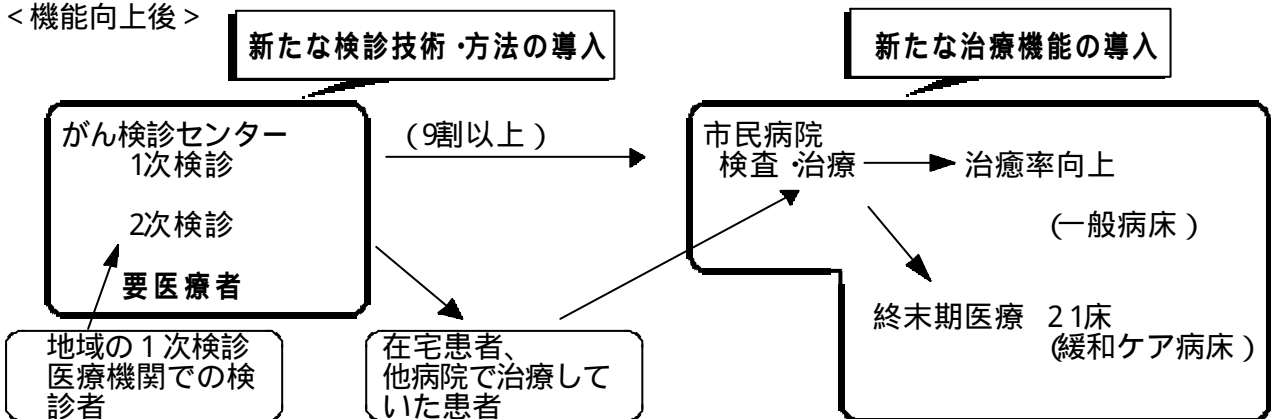 <機能向上後>
新たな検診技術・方法の導入
新たな治療機能の導入
がん検診センター
1次検診
2次検診
要医療者
(9割以上)
市民病院
検査・治療
治癒率向上
(一般病床)
終末期医療 21床
(緩和ケア病床)
地域の1次検診
医療機関での検
診者
在宅患者、
他病院で治療して
いた患者